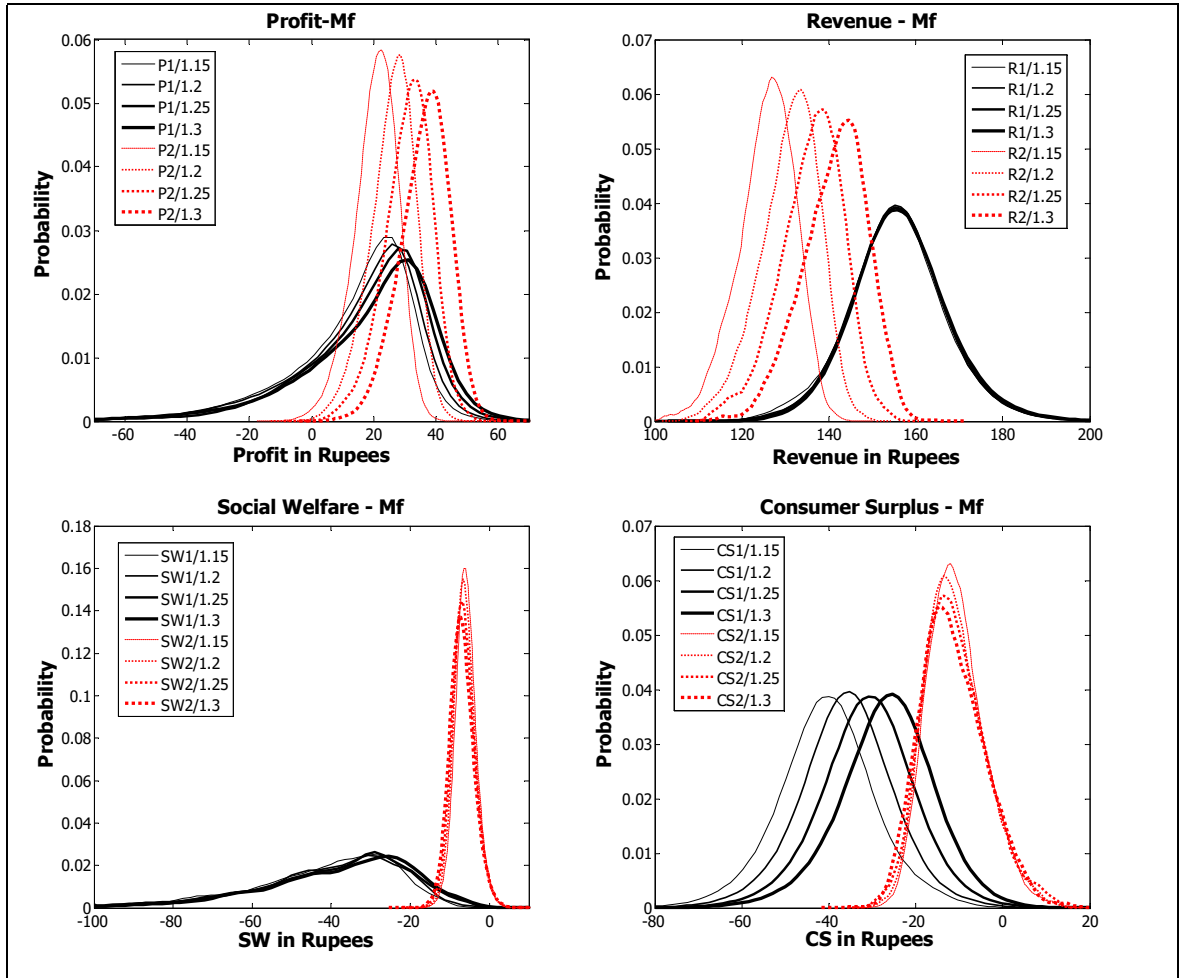 Profit-Mf
0.06
0.05
0.04
0.03
0.02
0.01
0
Probability
P1/1.15
P1/1.2
P1/1.25
P1/1.3
P2/1.15
P2/1.2
P2/1.25
P2/1.3
-60
-40
-20
0
20
40
60
Profit in Rupees
Revenue - Mf
0.07
0.06
0.05
0.04
0.03
0.02
0.01
0
Probability
R1/1.15
R1/1.2
R1/1.25
R1/1.3
R2/1.15
R2/1.2
R2/1.25
R2/1.3
100
120
140
160
180
200
Revenue in Rupees
Social Welfare - Mf
0.18
0.16
0.14
0.12
0.1
0.08
0.06
0.04
0.02
0
Probability
SW1/1.15
SW1/1.2
SW1/1.25
SW1/1.3
SW2/1.15
SW2/1.2
SW2/1.25
SW2/1.3
-100
-80
-60
-40
-20
0
SW in Rupees
Consumer Surplus - Mf
0.07
0.06
0.05
0.04
0.03
0.02
0.01
0
Probability
CS1/1.15
CS1/1.2
CS1/1.25
CS1/1.3
CS2/1.15
CS2/1.2
CS2/1.25
CS2/1.3
-80
-60
-40
-20
0
20
CS in Rupees